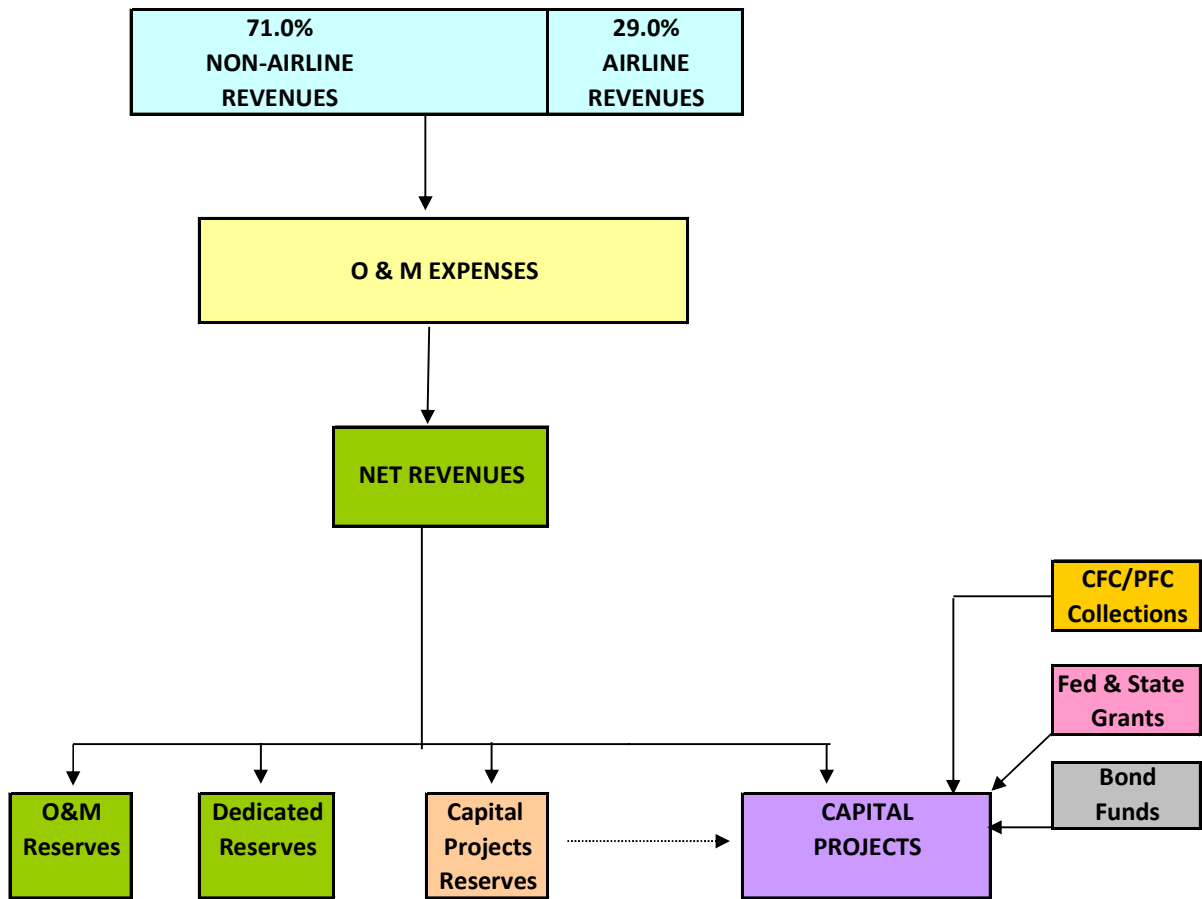 71.0%
NON-AIRLINE
REVENUES
29.0%
AIRLINE
REVENUES
O & M EXPENSES
NET REVENUES
CFC/PFC
Collections
Fed & State
Grants
Bond
Funds
O&M
Reserves
Dedicated
Reserves
Capital
Projects
Reserves
CAPITAL
PROJECTS